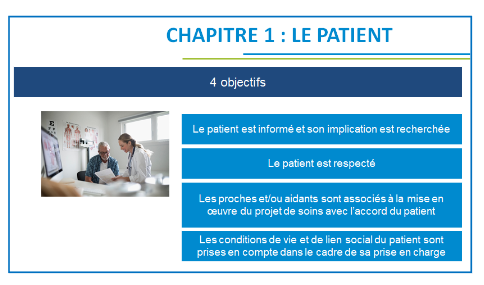 CHAPITRE 1 : LE PATIENT
4 objectifs
Le patient est informé et son implication est recherchée
Le patient est respecté
Les proches et/ou aidants sont associés à la mise en
œuvre du projet de soins avec l'accord du patient
Les conditions de vie et de lien social du patient sont
prises en compte dans le cadre de sa prise en charge